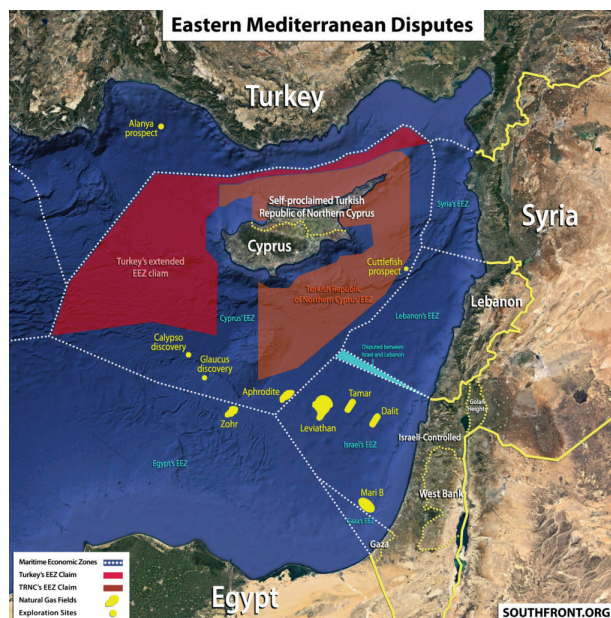 Eastern Mediterranean Disputes
Turkey
Alanya
prospect
Self-proclaimed Turkish
Republic of Northern Cyprus
Syria's EEZ
Syria
Cyprus
Turkey's extended
EEZ cliam
Cuttlefish
prospect
Turkish Republic
of Northern Cyprus' EEZ
Lebanon
Cyprus' EEZ
Lebanon's EEZ
Calypso
discovery
Disputed between
Israel and Lebanon
Glaucus
discovery
Aphrodite
Tamar
Golan
Heights
Zohr
Leviathan
Dalit
Israeli-Controlled
Israel's EEZ
Egypt's EEZ
Mari B
West Bank
Gaza's EEZ
Gaza
Egypt
Maritime Economic Zones
Turkey's EEZ Claim
TRNC's EEZ Claim
Natural Gas Fields
Exploration Sites
SOUTHFRONT.ORG